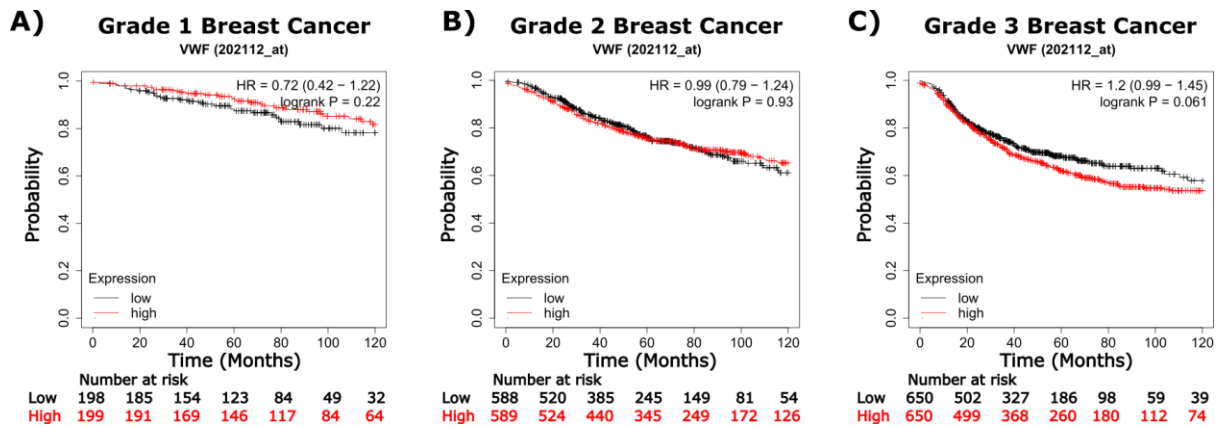 A)
Grade 1 Breast Cancer
VWF (202112_at)
HR = 0.72 (0.42 − 1.22)
logrank P = 0.22
Probability
1.0
0.8
0.6
0.4
0.2
0.0
Expression
low
high
0 20 40 60 80 100 120
Time (Months)
Number at risk
Low 198 185 154 123 84 49 32
High 199 191 169 146 117 84 64
B)
Grade 2 Breast Cancer
VWF (202112_at)
HR = 0.99 (0.79 − 1.24)
logrank P = 0.93
Probability
1.0
0.8
0.6
0.4
0.2
0.0
Expression
low
high
0 20 40 60 80 100 120
Time (Months)
Number at risk
Low 588 520 385 245 149 81 54
High 589 524 440 345 249 172 126
C)
Grade 3 Breast Cancer
VWF (202112_at)
HR = 1.2 (0.99 − 1.45)
logrank P = 0.061
Probability
1.0
0.8
0.6
0.4
0.2
0.0
Expression
low
high
0 20 40 60 80 100 120
Time (Months)
Number at risk
Low 650 502 327 186 98 59 39
High 650 499 368 260 180 112 74